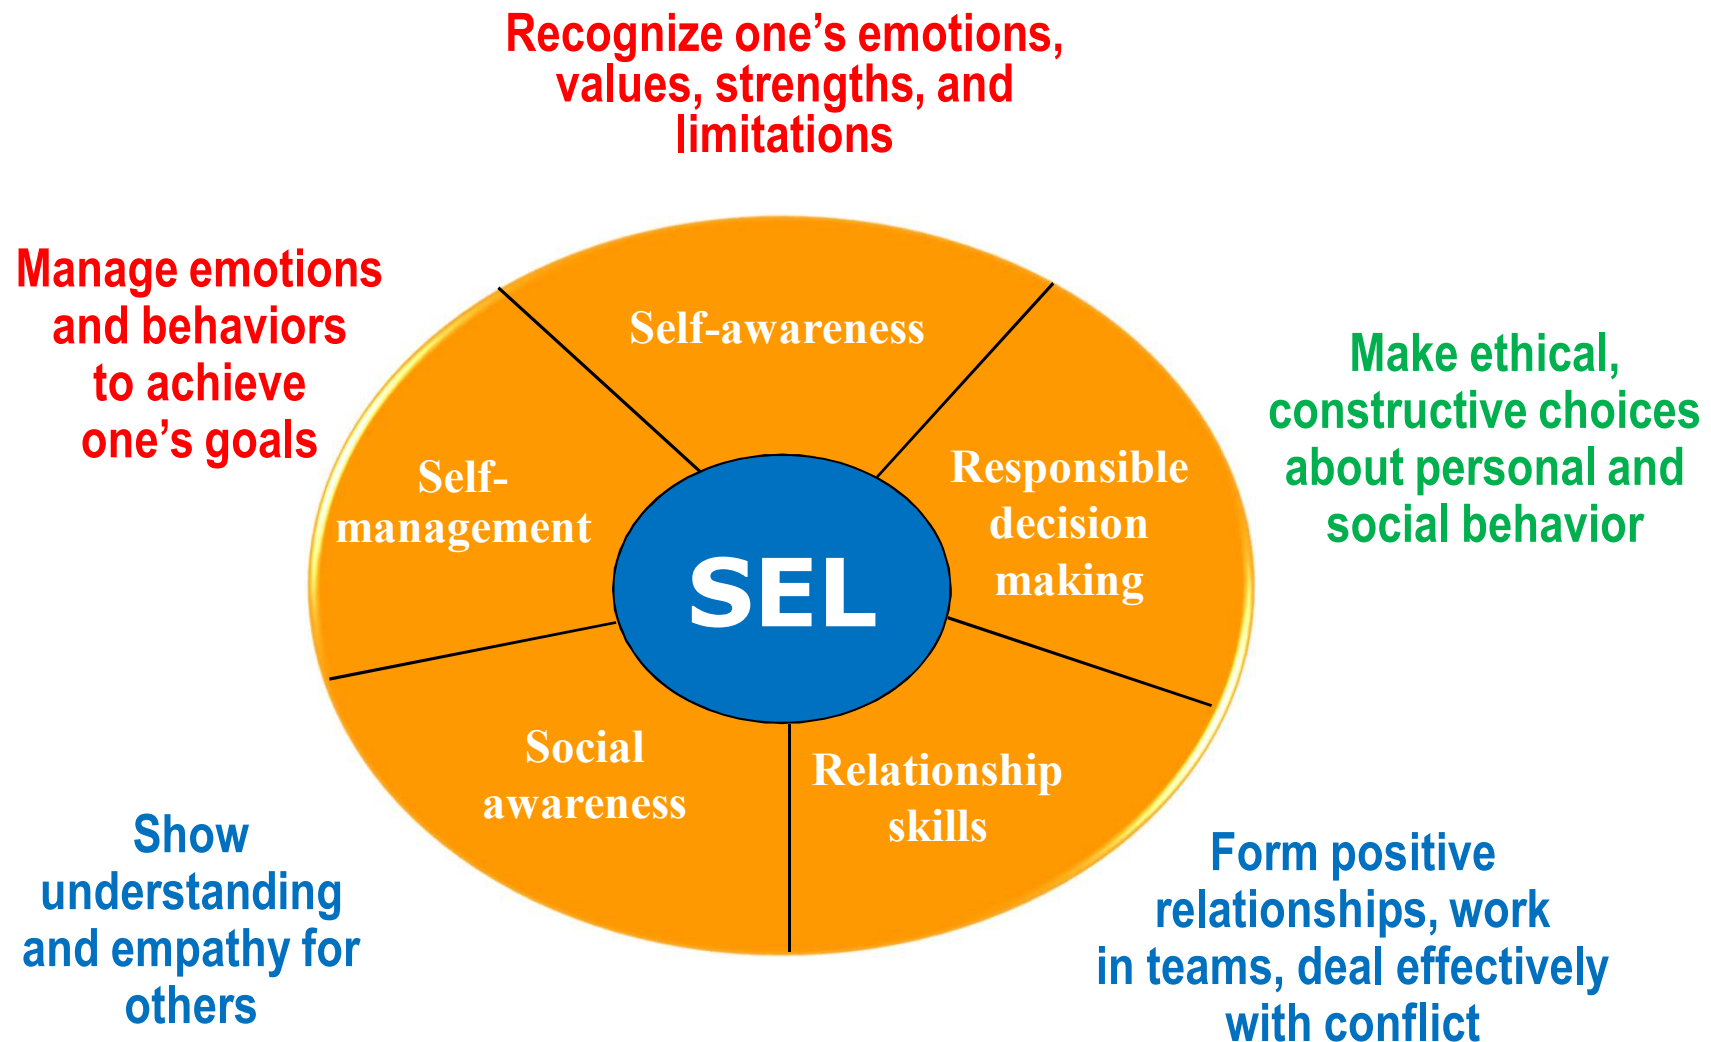 Recognize one’s emotions,
values, strengths, and
limitations
Manage emotions
and behaviors
to achieve
one’s goals
Self-awareness
Make ethical,
constructive choices
about personal and
social behavior
Self-
management
Responsible
decision
making
SEL
Social
awareness
Relationship
skills
Show
understanding
and empathy for
others
Form positive
relationships, work
in teams, deal effectively
with conflict